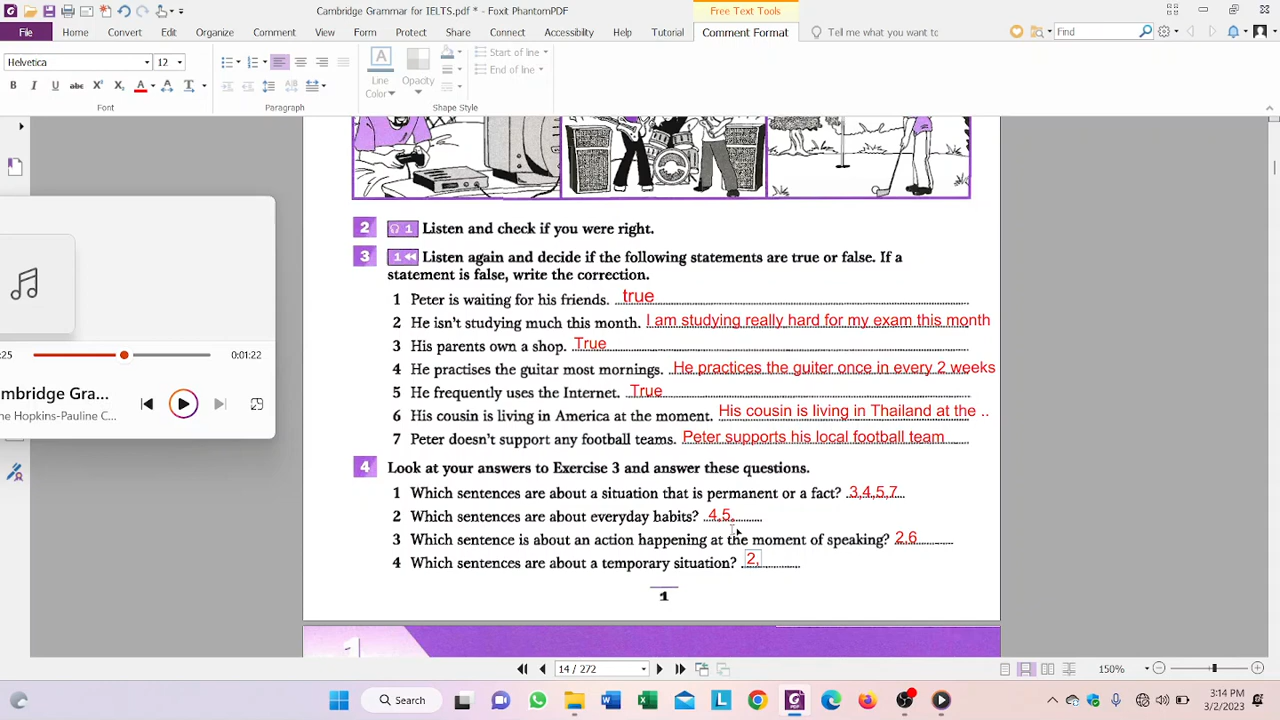 Cambridge Grammar for IELTS.pdf * - Foxit PhantomPDF
Free Text Tools
Home Convert Edit Organize Comment View Form Protect Share Connect Accessibility Help Tutorial Comment Format Tell me what you want to Find
Helvetica 12
Line Color
Opacity
Start of line
End of line
Font Paragraph Shape Style
2 1 Listen and check if you were right.
3 1 Listen again and decide if the following statements are true or false. If a
statement is false, write the correction.
1 Peter is waiting for his friends. true
2 He isn't studying much this month. I am studying really hard for my exam this month
3 His parents own a shop. True
4 He practises the guitar most mornings. He practices the guiter once in every 2 weeks
5 He frequently uses the Internet. True
6 His cousin is living in America at the moment. His cousin is living in Thailand at the ..
7 Peter doesn't support any football teams. Peter supports his local football team
4 Look at your answers to Exercise 3 and answer these questions.
1 Which sentences are about a situation that is permanent or a fact? 3,4,5,7
2 Which sentences are about everyday habits? 4,5,
3 Which sentence is about an action happening at the moment of speaking? 2,6
4 Which sentences are about a temporary situation? 2,
1
:25 0:01:22
mbridge Gra...
ne Hopkins-Pauline's C...
1
14 / 272 150%
Search
3:14 PM